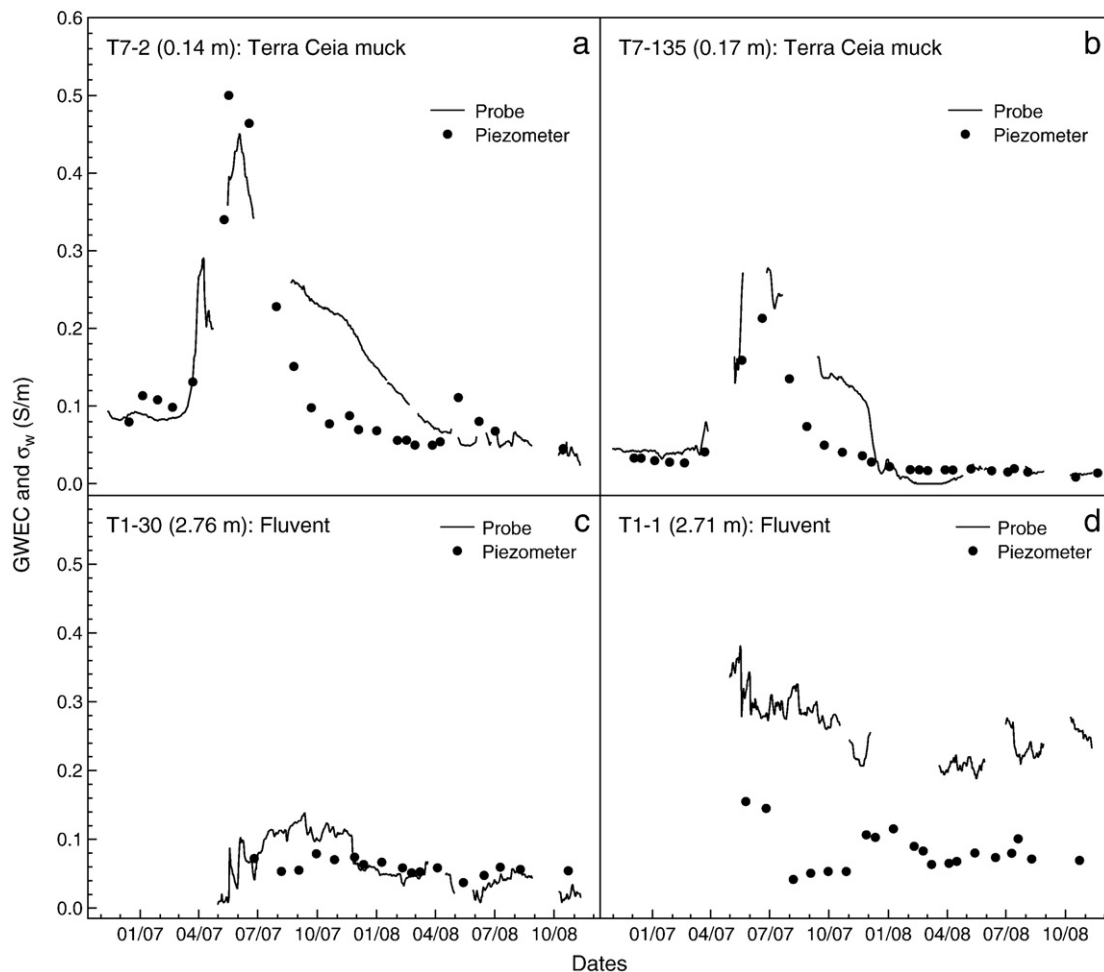 T7-2 (0.14 m): Terra Ceia muck
a
Probe
Piezometer
T7-135 (0.17 m): Terra Ceia muck
b
Probe
Piezometer
0.6
0.5
0.4
0.3
0.2
0.1
0.0
GWEC and σw (S/m)
T1-30 (2.76 m): Fluvent
c
Probe
Piezometer
T1-1 (2.71 m): Fluvent
d
Probe
Piezometer
0.5
0.4
0.3
0.2
0.1
0.0
01/07 04/07 07/07 10/07 01/08 04/08 07/08 10/08
01/07 04/07 07/07 10/07 01/08 04/08 07/08 10/08
Dates